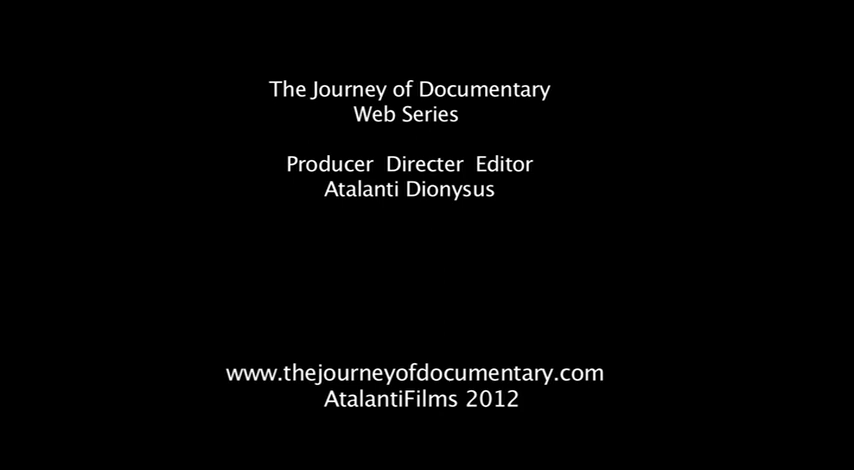 The Journey of Documentary
Web Series
Producer Directer Editor
Atalanti Dionysus
www.thejourneyofdocumentary.com
AtalantiFilms 2012